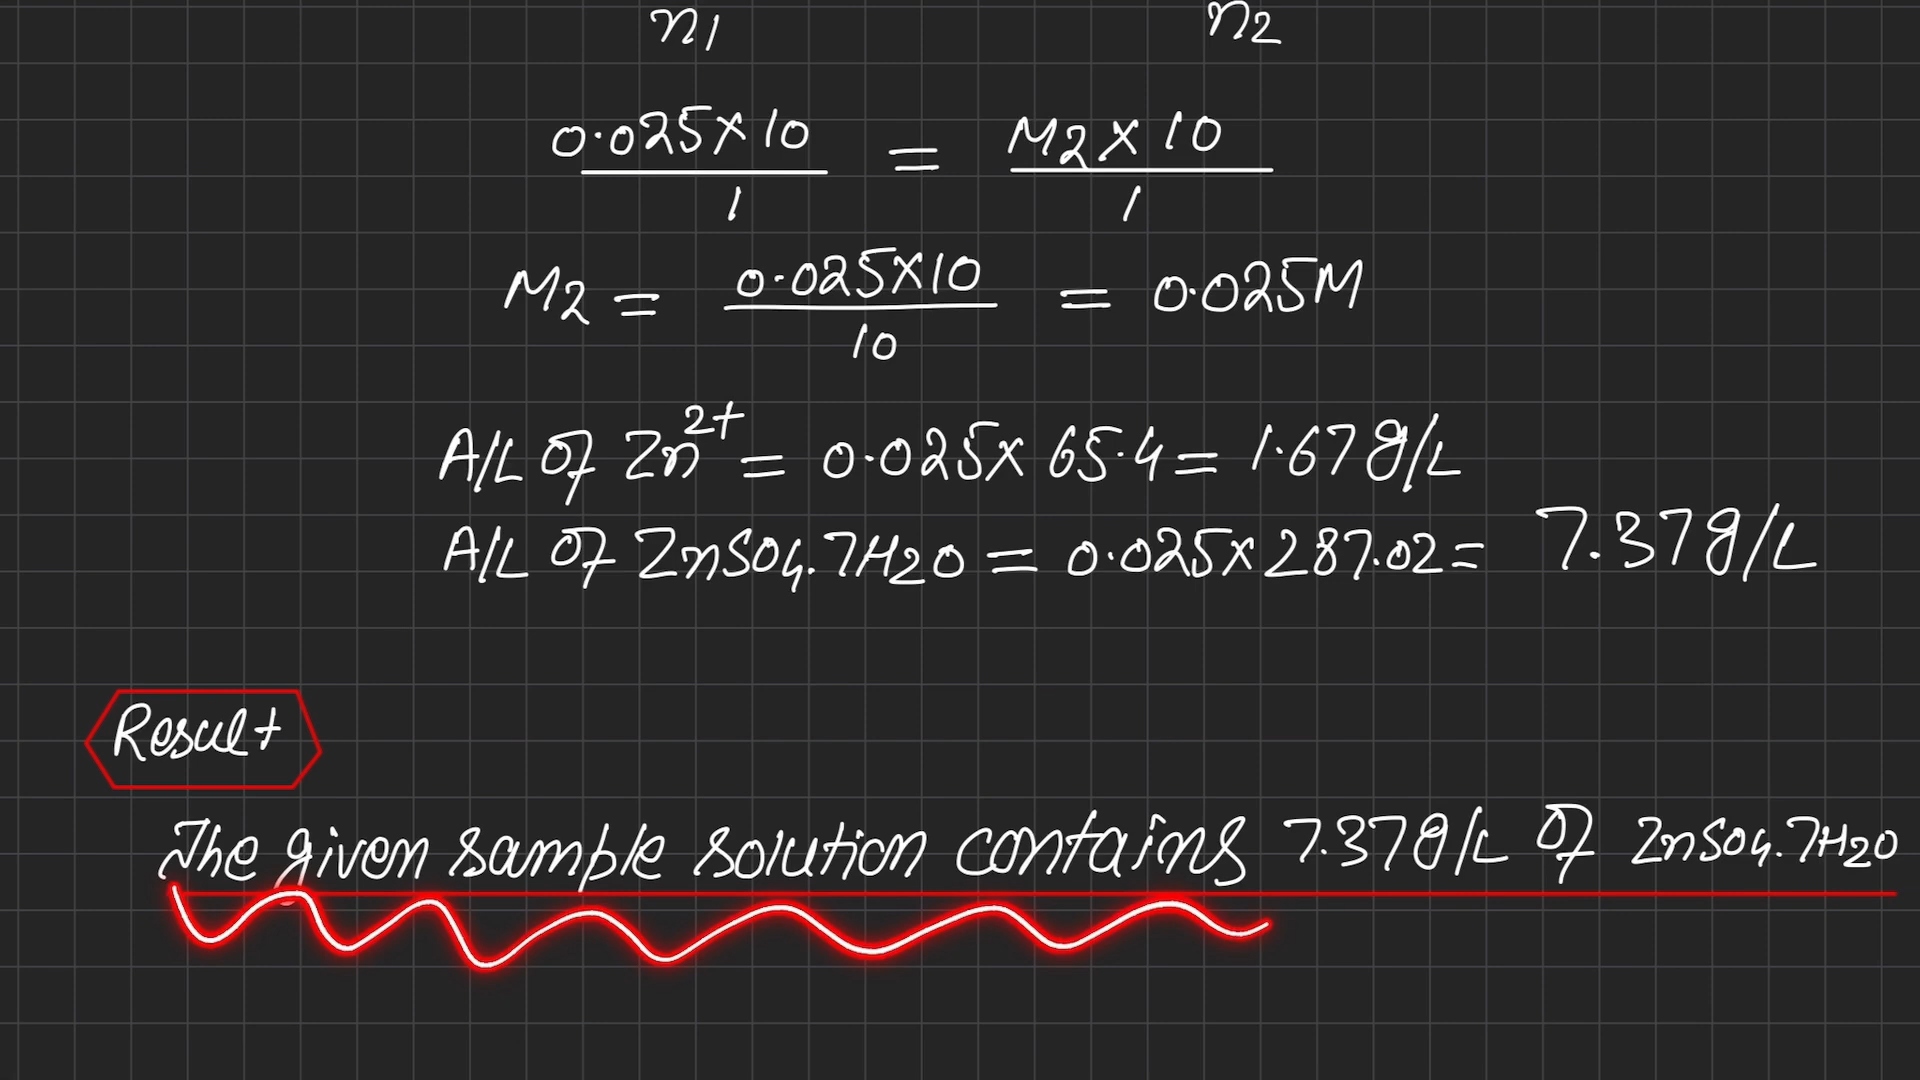 n1 n2
0.025×10 = M2×10
1 1
M2 = 0.025×10 = 0.025M
10
A/L of Zn2+ = 0.025×65.4 = 1.67g/L
A/L of ZnSO4.7H2O = 0.025×287.02 = 7.37g/L
Result
The given sample solution contains 7.37g/L of ZnSO4.7H2O